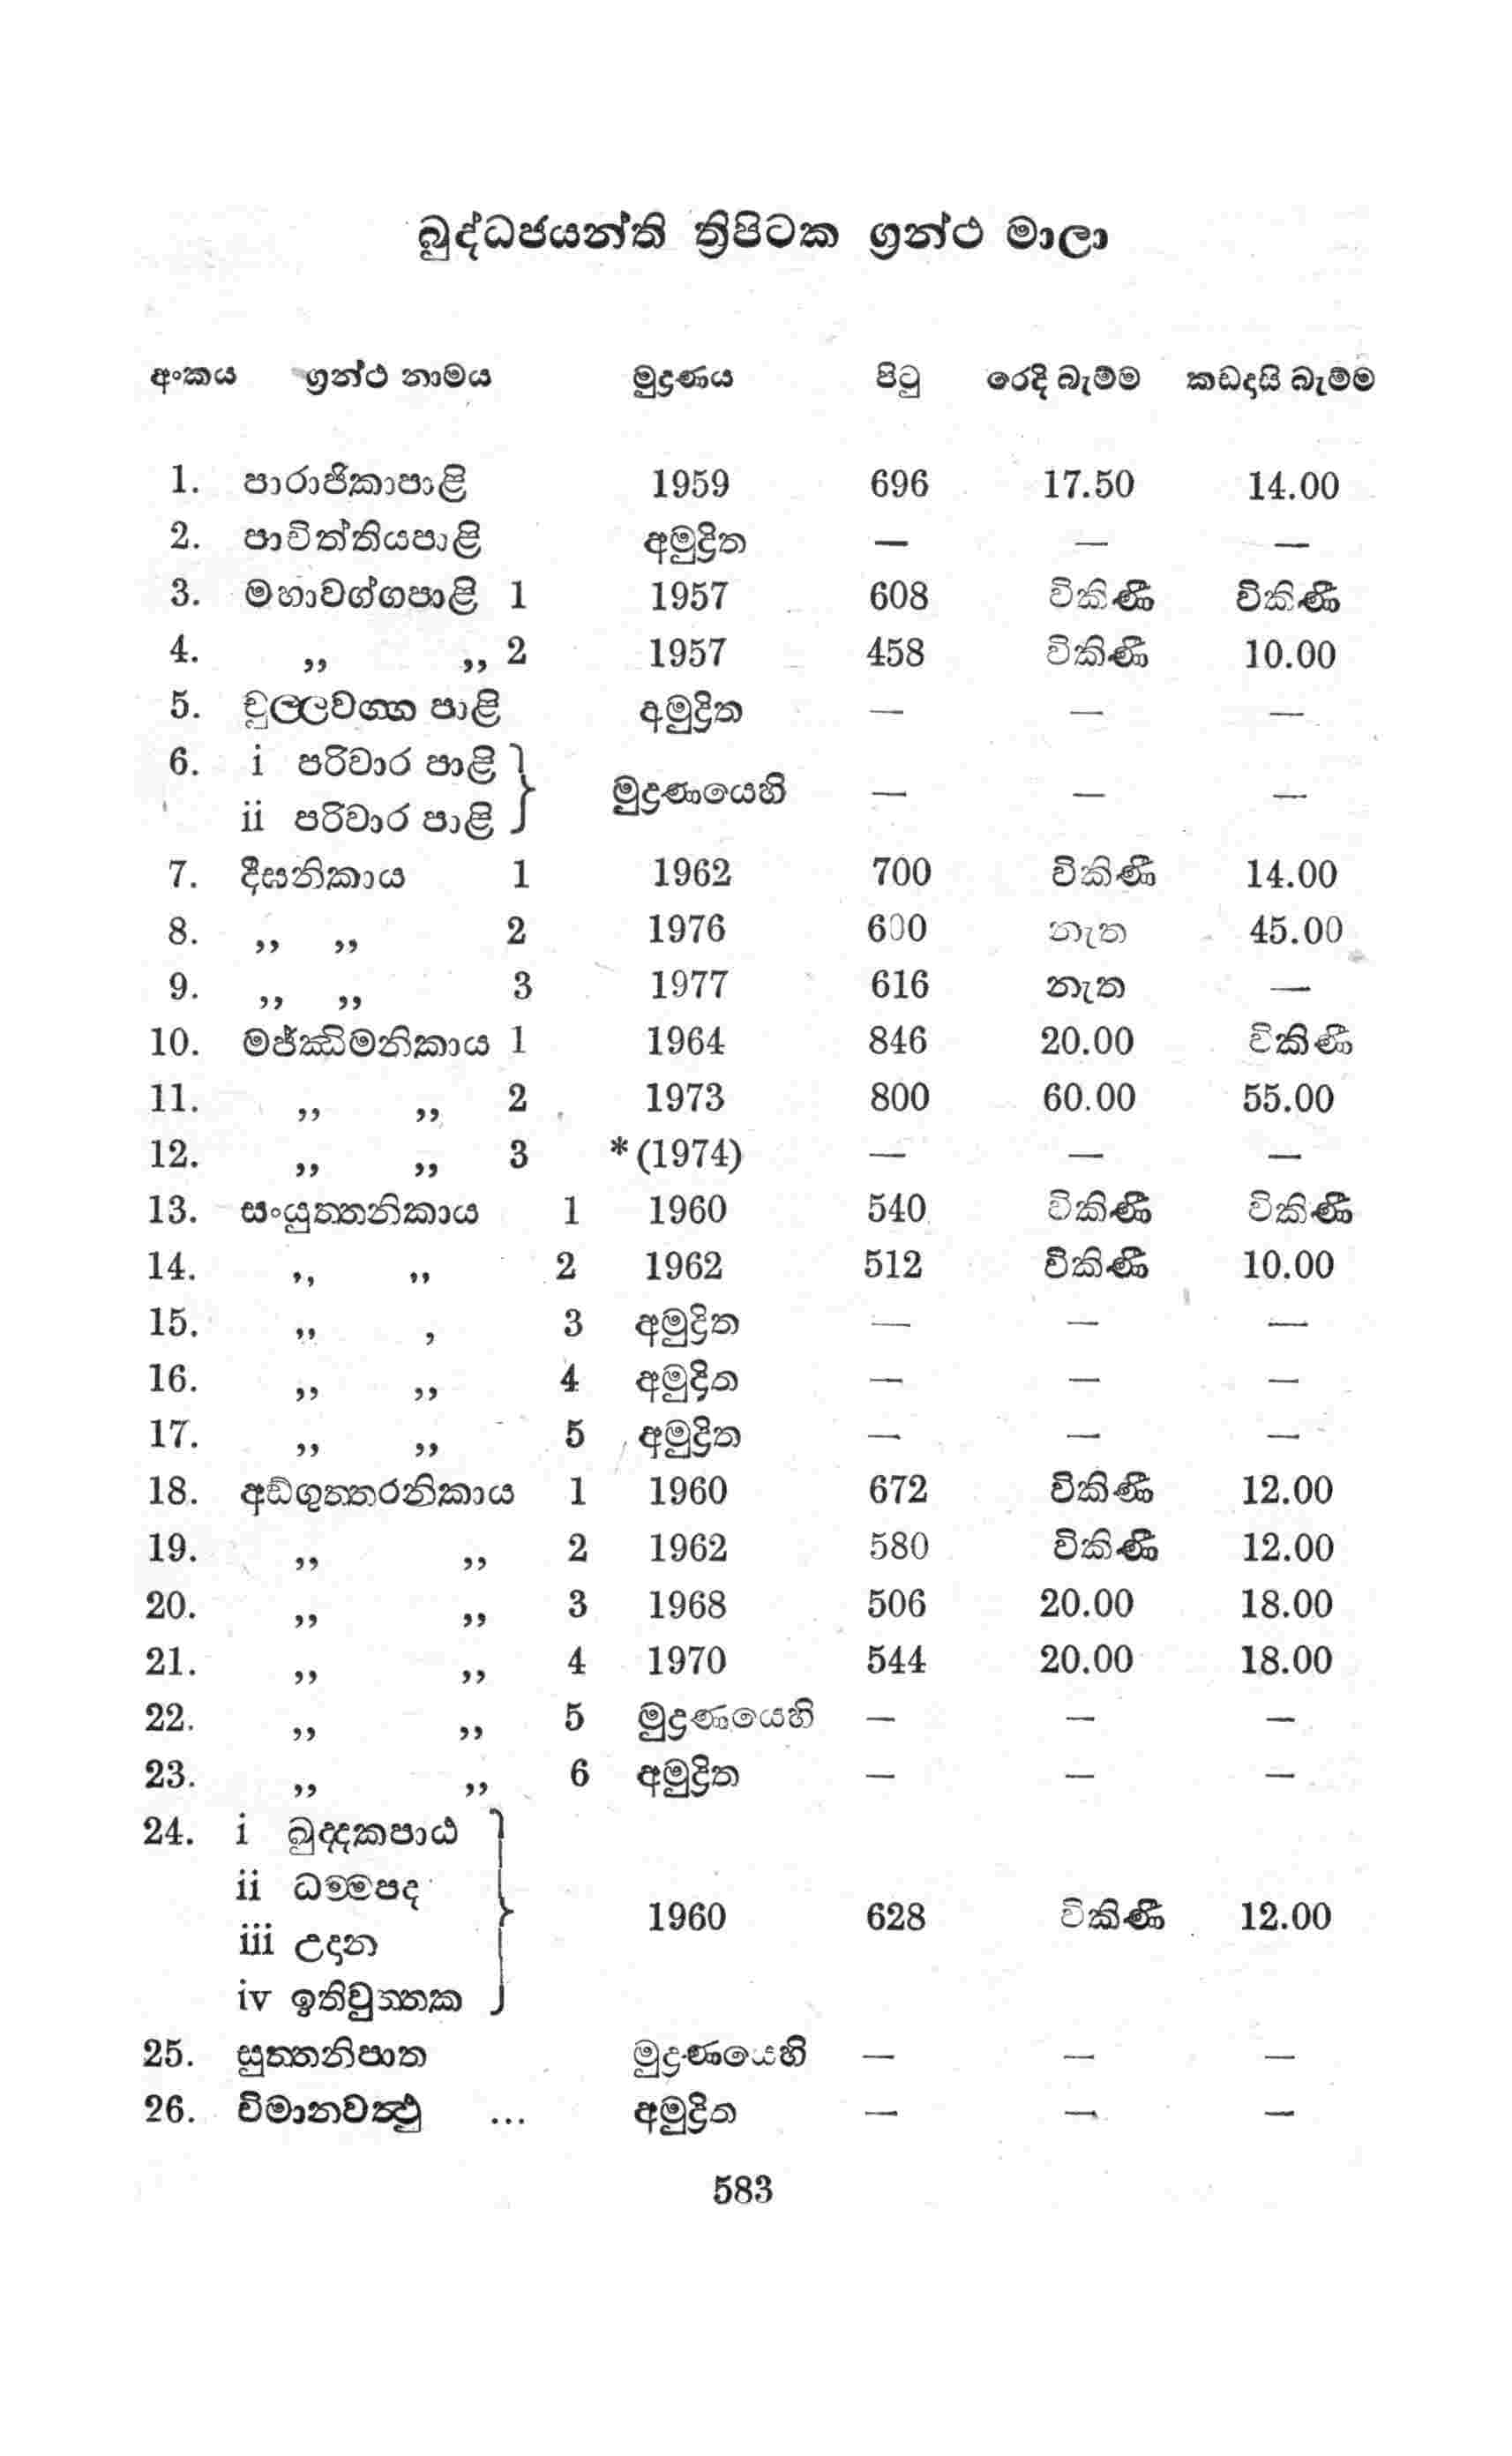 බුද්ධජයන්ති ත්‍රිපිටක ග්‍රන්ථ මාලා
අංකය ග්‍රන්ථ නාමය මුද්‍රණය පිටු රෙදි බැම්ම කඩදාසි බැම්ම
1. පාරාජිකාපාළි 1959 696 17.50 14.00
2. පාචිත්තියපාළි අමුද්‍රිත — — —
3. මහාවග්ගපාළි 1 1957 608 විකිණී විකිණී
4. ,, ,, 2 1957 458 විකිණී 10.00
5. චුල්ලවග්ග පාළි අමුද්‍රිත — — —
6. i පරිවාර පාළි
මුද්‍රණයෙහි — — —
ii පරිවාර පාළි
7. දීඝනිකාය 1 1962 700 විකිණී 14.00
8. ,, ,, 2 1976 600 නැත 45.00
9. ,, ,, 3 1977 616 නැත —
10. මජ්ඣිමනිකාය 1 1964 846 20.00 විකිණී
11. ,, ,, 2 1973 800 60.00 55.00
12. ,, ,, 3 *(1974) — — —
13. සංයුත්තනිකාය 1 1960 540 විකිණී විකිණී
14. ,, ,, 2 1962 512 විකිණී 10.00
15. ,, , 3 අමුද්‍රිත — — —
16. ,, ,, 4 අමුද්‍රිත — — —
17. ,, ,, 5 අමුද්‍රිත — — —
18. අඞ්ගුත්තරනිකාය 1 1960 672 විකිණී 12.00
19. ,, ,, 2 1962 580 විකිණී 12.00
20. ,, ,, 3 1968 506 20.00 18.00
21. ,, ,, 4 1970 544 20.00 18.00
22. ,, ,, 5 මුද්‍රණයෙහි — — —
23. ,, ,, 6 අමුද්‍රිත — — —
24. i ඛුද්දකපාඨ
ii ධම්මපද
1960 628 විකිණී 12.00
iii උදාන
iv ඉතිවුත්තක
25. සුත්තනිපාත මුද්‍රණයෙහි — — —
26. විමානවත්ථු ... අමුද්‍රිත — — —
583